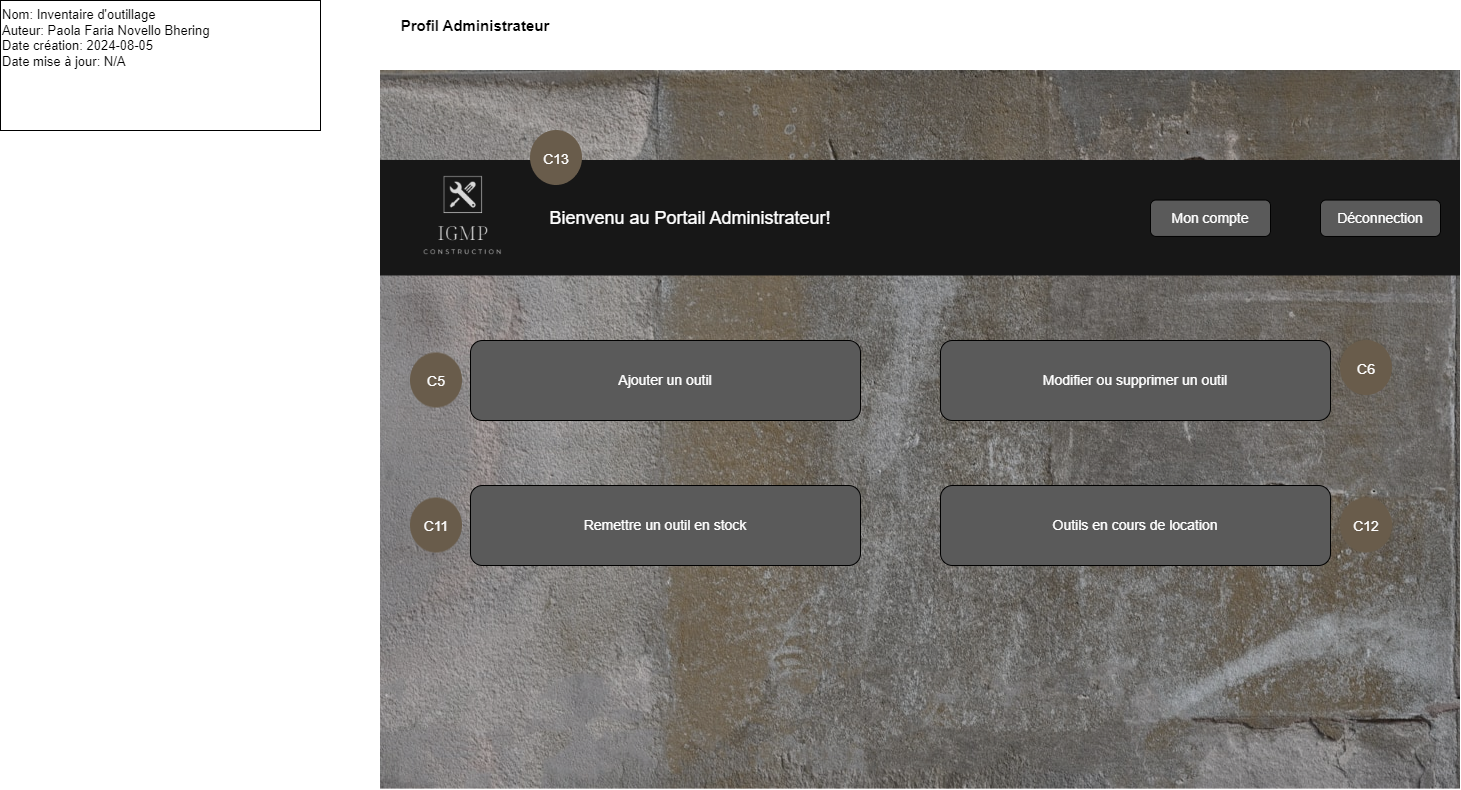 Nom: Inventaire d'outillage
Auteur: Paola Faria Novello Bhering
Date création: 2024-08-05
Date mise à jour: N/A
Profil Administrateur
C13
IGMP
CONSTRUCTION
Bienvenu au Portail Administrateur!
Mon compte
Déconnection
C5
Ajouter un outil
Modifier ou supprimer un outil
C6
C11
Remettre un outil en stock
Outils en cours de location
C12